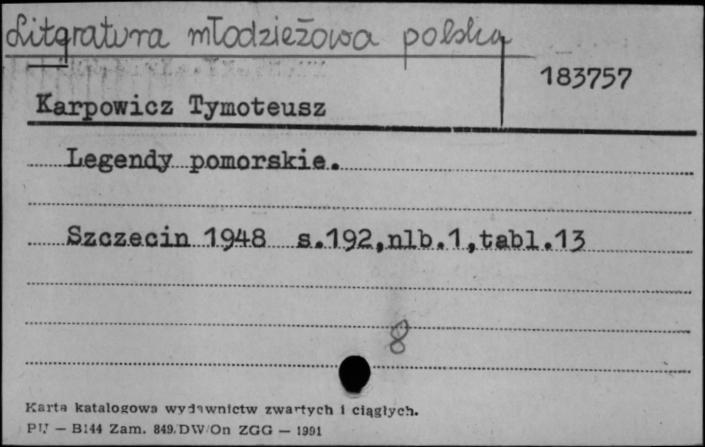 Literatura młodzieżowa polska
183757
Karpowicz Tymoteusz
Legendy pomorskie.
Szczecin 1948 s.192,nlb.1,tabl.13
8
Karta katalogowa wydawnictw zwartych i ciągłych.
PU — B144 Zam. 849/DW/On ZGG — 1991